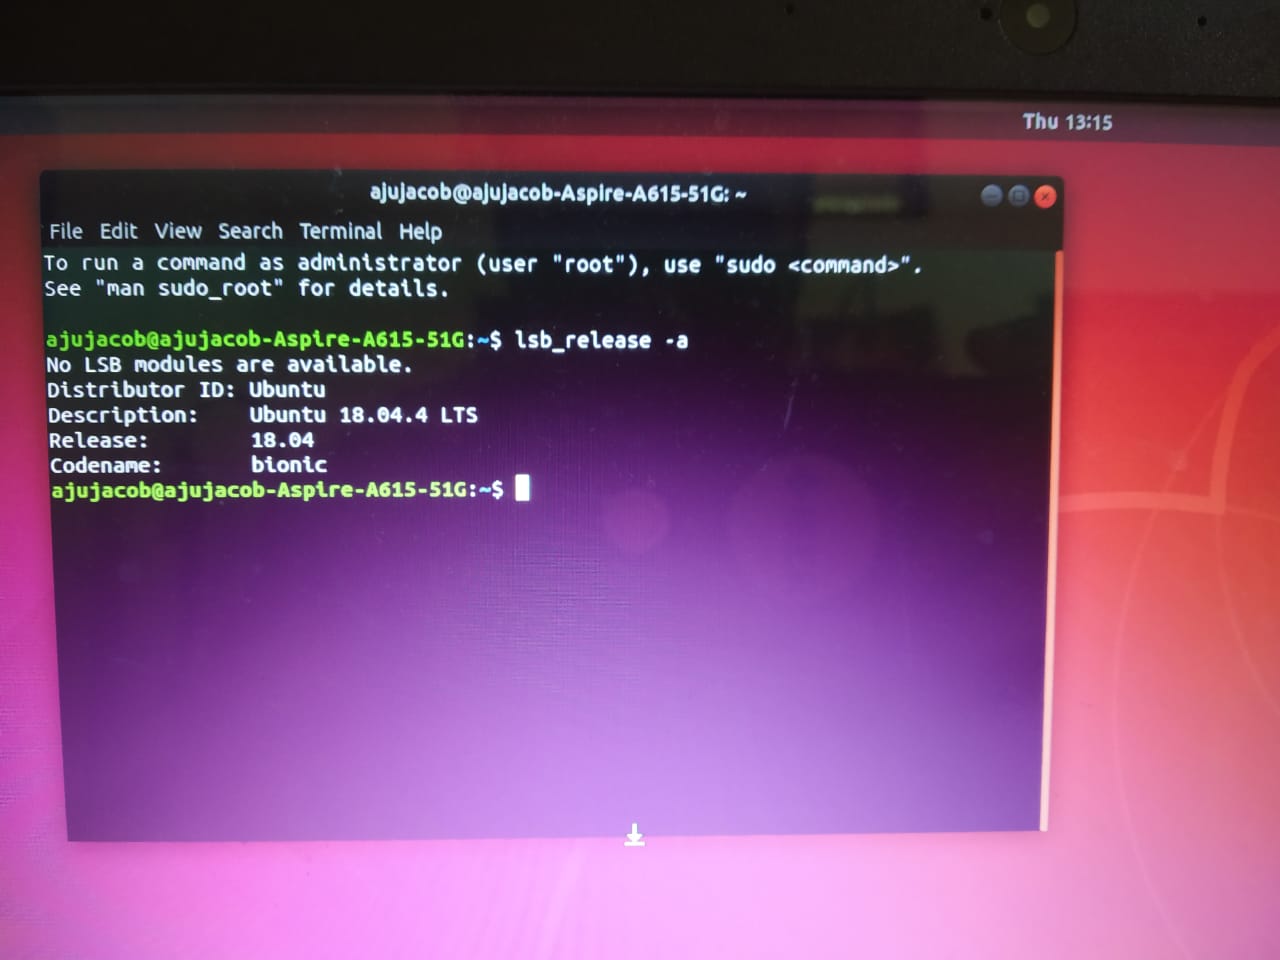 Thu 13:15
ajujacob@ajujacob-Aspire-A615-51G: ~
File Edit View Search Terminal Help
To run a command as administrator (user "root"), use "sudo <command>".
See "man sudo_root" for details.
ajujacob@ajujacob-Aspire-A615-51G:~$ lsb_release -a
No LSB modules are available.
Distributor ID: Ubuntu
Description: Ubuntu 18.04.4 LTS
Release: 18.04
Codename: bionic
ajujacob@ajujacob-Aspire-A615-51G:~$